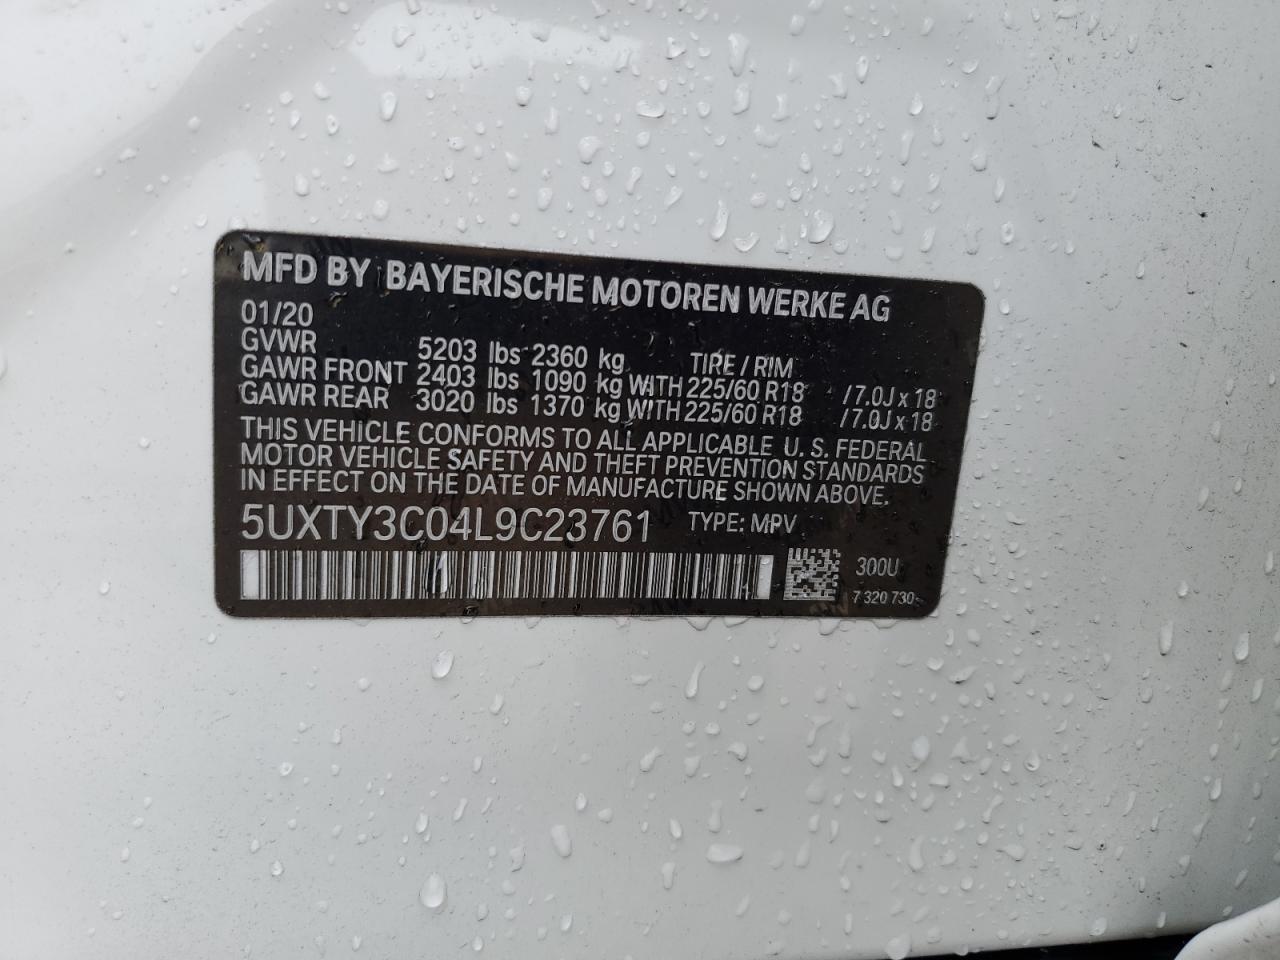 MFD BY BAYERISCHE MOTOREN WERKE AG
01/20
GVWR 5203 lbs 2360 kg TIRE / RIM
GAWR FRONT 2403 lbs 1090 kg WITH 225/60 R18 /7.0J x 18
GAWR REAR 3020 lbs 1370 kg WITH 225/60 R18 /7.0J x 18
THIS VEHICLE CONFORMS TO ALL APPLICABLE U. S. FEDERAL
MOTOR VEHICLE SAFETY AND THEFT PREVENTION STANDARDS
IN EFFECT ON THE DATE OF MANUFACTURE SHOWN ABOVE.
5UXTY3C04L9C23761 TYPE: MPV
300U
7 320 730